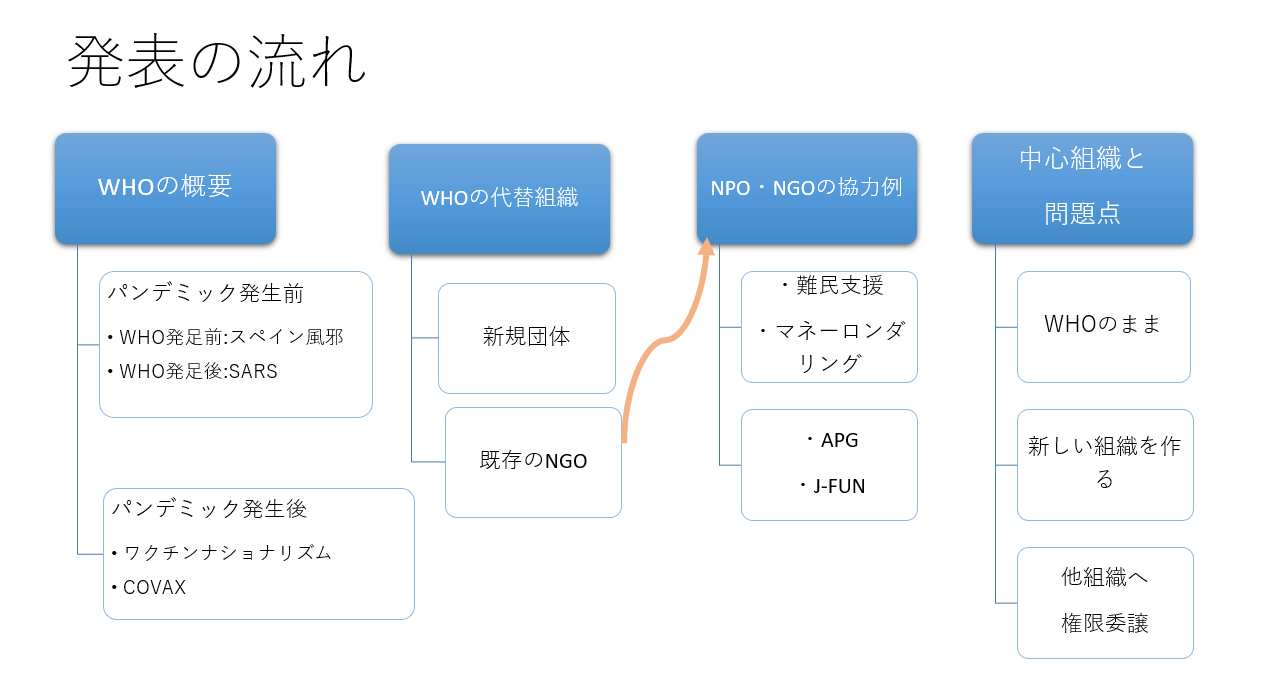 発表の流れ
WHOの概要
パンデミック発生前
• WHO発足前:スペイン風邪
• WHO発足後:SARS
パンデミック発生後
• ワクチンナショナリズム
• COVAX
WHOの代替組織
新規団体
既存のNGO
NPO・NGOの協力例
・難民支援
・マネーロンダ
リング
・APG
・J-FUN
中心組織と
問題点
WHOのまま
新しい組織を作
る
他組織へ
権限委譲